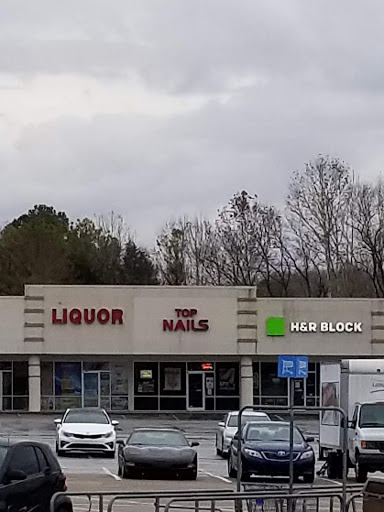 LIQUOR
TOP
NAILS
H&R BLOCK